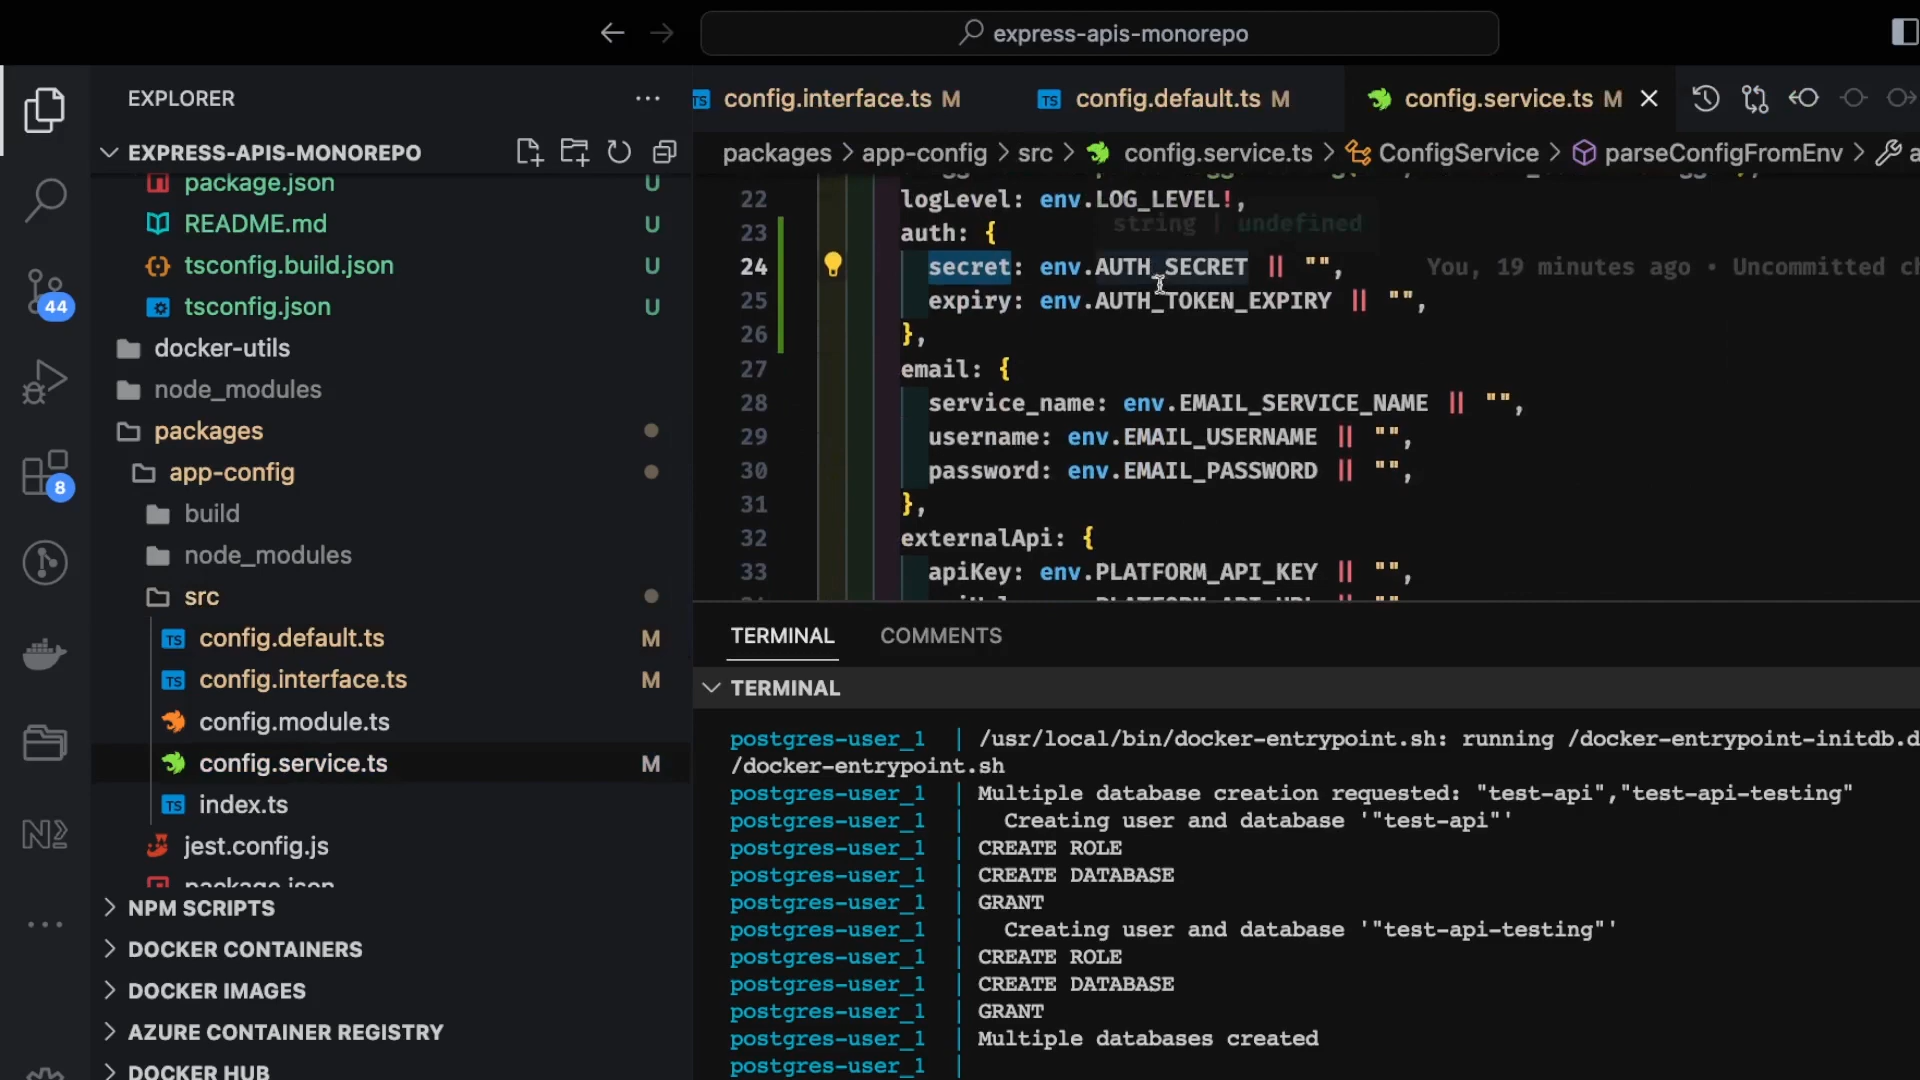 express-apis-monorepo
EXPLORER
EXPRESS-APIS-MONOREPO
package.json U
README.md U
tsconfig.build.json U
tsconfig.json U
docker-utils
node_modules
packages
app-config
build
node_modules
src
config.default.ts M
config.interface.ts M
config.module.ts
config.service.ts M
index.ts
jest.config.js
package.json
NPM SCRIPTS
DOCKER CONTAINERS
DOCKER IMAGES
AZURE CONTAINER REGISTRY
DOCKER HUB
44
8
config.interface.ts M
config.default.ts M
config.service.ts M
packages > app-config > src > config.service.ts > ConfigService > parseConfigFromEnv >
22 logLevel: env.LOG_LEVEL!,
string | undefined
23 auth: {
24 secret: env.AUTH_SECRET || "", You, 19 minutes ago • Uncommitted
25 expiry: env.AUTH_TOKEN_EXPIRY || "",
26 },
27 email: {
28 service_name: env.EMAIL_SERVICE_NAME || "",
29 username: env.EMAIL_USERNAME || "",
30 password: env.EMAIL_PASSWORD || "",
31 },
32 externalApi: {
33 apiKey: env.PLATFORM_API_KEY || "",
TERMINAL
COMMENTS
TERMINAL
postgres-user_1 | /usr/local/bin/docker-entrypoint.sh: running /docker-entrypoint-initdb.d
/docker-entrypoint.sh
postgres-user_1 | Multiple database creation requested: "test-api","test-api-testing"
postgres-user_1 | Creating user and database '"test-api"'
postgres-user_1 | CREATE ROLE
postgres-user_1 | CREATE DATABASE
postgres-user_1 | GRANT
postgres-user_1 | Creating user and database '"test-api-testing"'
postgres-user_1 | CREATE ROLE
postgres-user_1 | CREATE DATABASE
postgres-user_1 | GRANT
postgres-user_1 | Multiple databases created
postgres-user_1 |